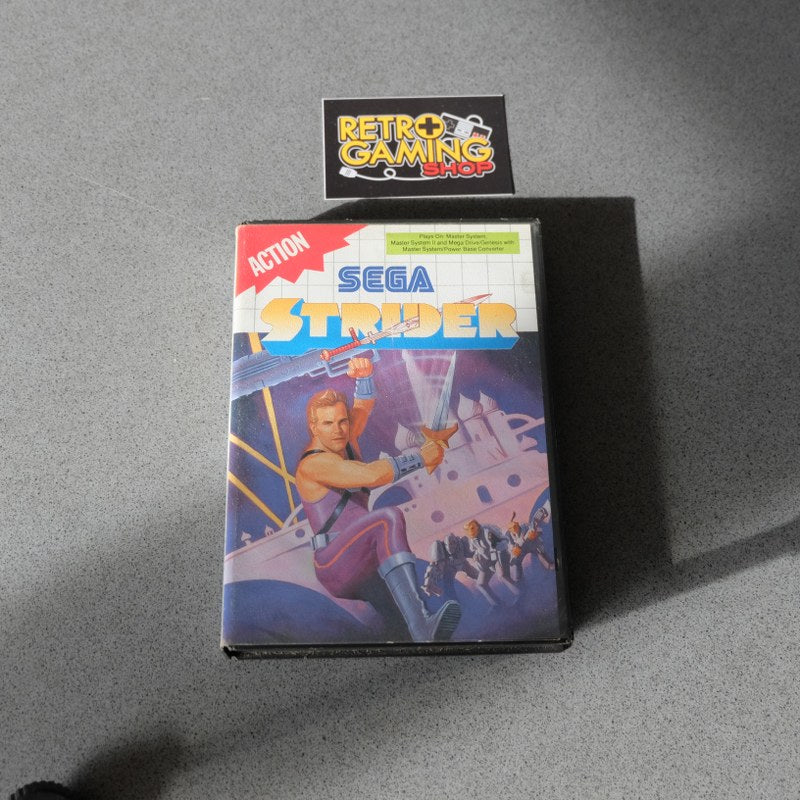 RETRO
GAMING
SHOP
ACTION
Plays On: Master System,
Master System II and Mega Drive/Genesis with
Master System/Power Base Converter
SEGA
STRIDER